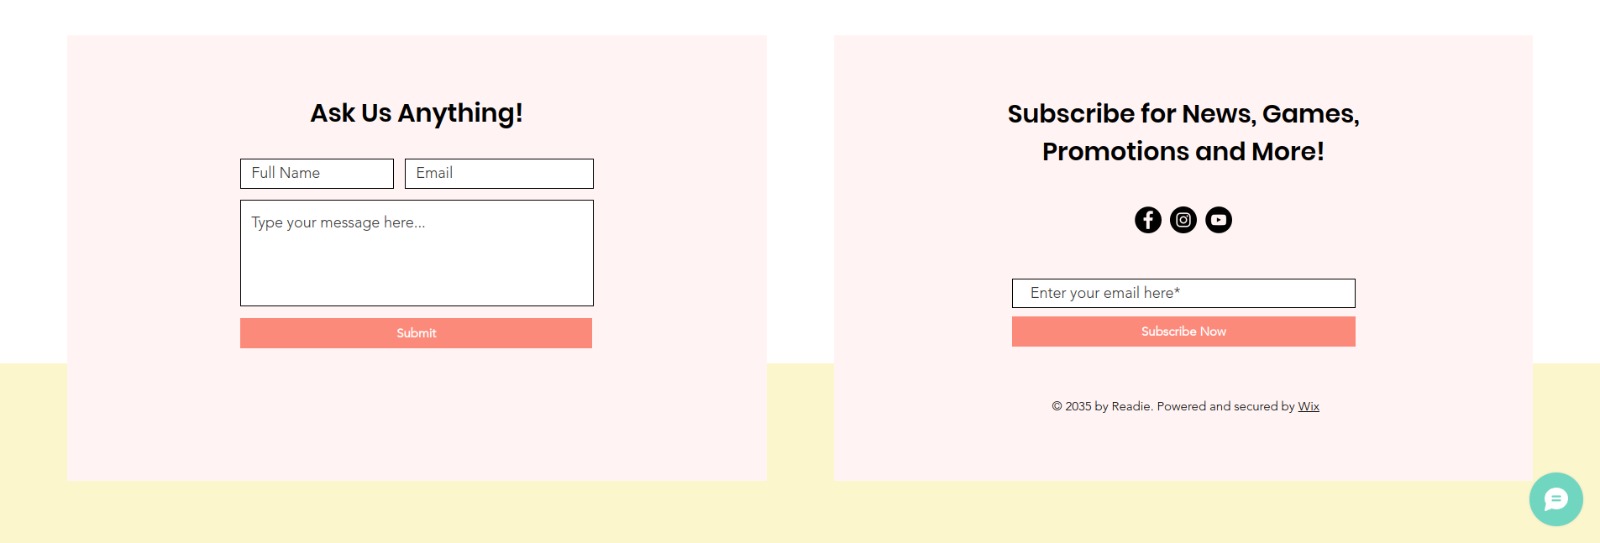 Ask Us Anything!
Full Name
Email
Type your message here...
Submit
Subscribe for News, Games,
Promotions and More!
Enter your email here*
Subscribe Now
© 2035 by Readie. Powered and secured by Wix